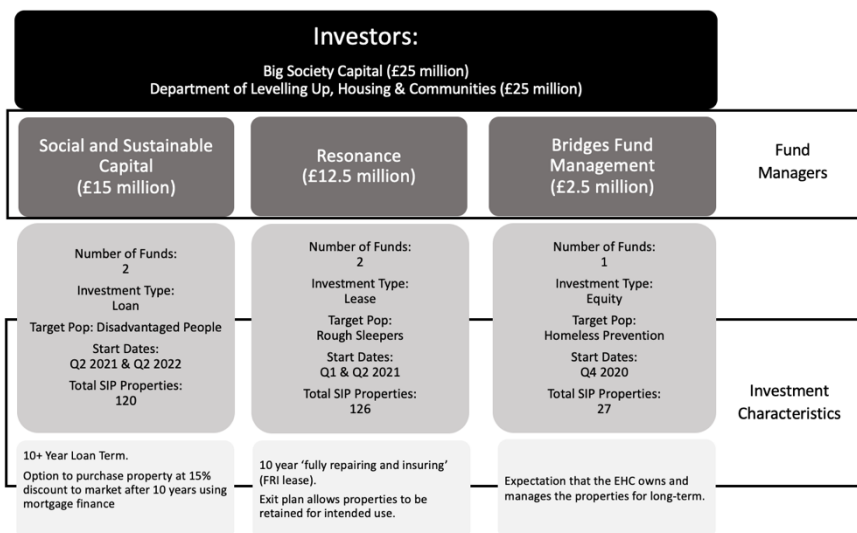 Investors:
Big Society Capital (£25 million)
Department of Levelling Up, Housing & Communities (£25 million)
Social and Sustainable
Capital
(£15 million)
Resonance
(£12.5 million)
Bridges Fund
Management
(£2.5 million)
Fund
Managers
Number of Funds:
2
Investment Type:
Loan
Target Pop: Disadvantaged People
Start Dates:
Q2 2021 & Q2 2022
Total SIP Properties:
120
Number of Funds:
2
Investment Type:
Lease
Target Pop:
Rough Sleepers
Start Dates:
Q1 & Q2 2021
Total SIP Properties:
126
Number of Funds:
1
Investment Type:
Equity
Target Pop:
Homeless Prevention
Start Dates:
Q4 2020
Total SIP Properties:
27
Investment
Characteristics
10+ Year Loan Term.
Option to purchase property at 15%
discount to market after 10 years using
mortgage finance
10 year ‘fully repairing and insuring’
(FRI lease).
Exit plan allows properties to be
retained for intended use.
Expectation that the EHC owns and
manages the properties for long-term.